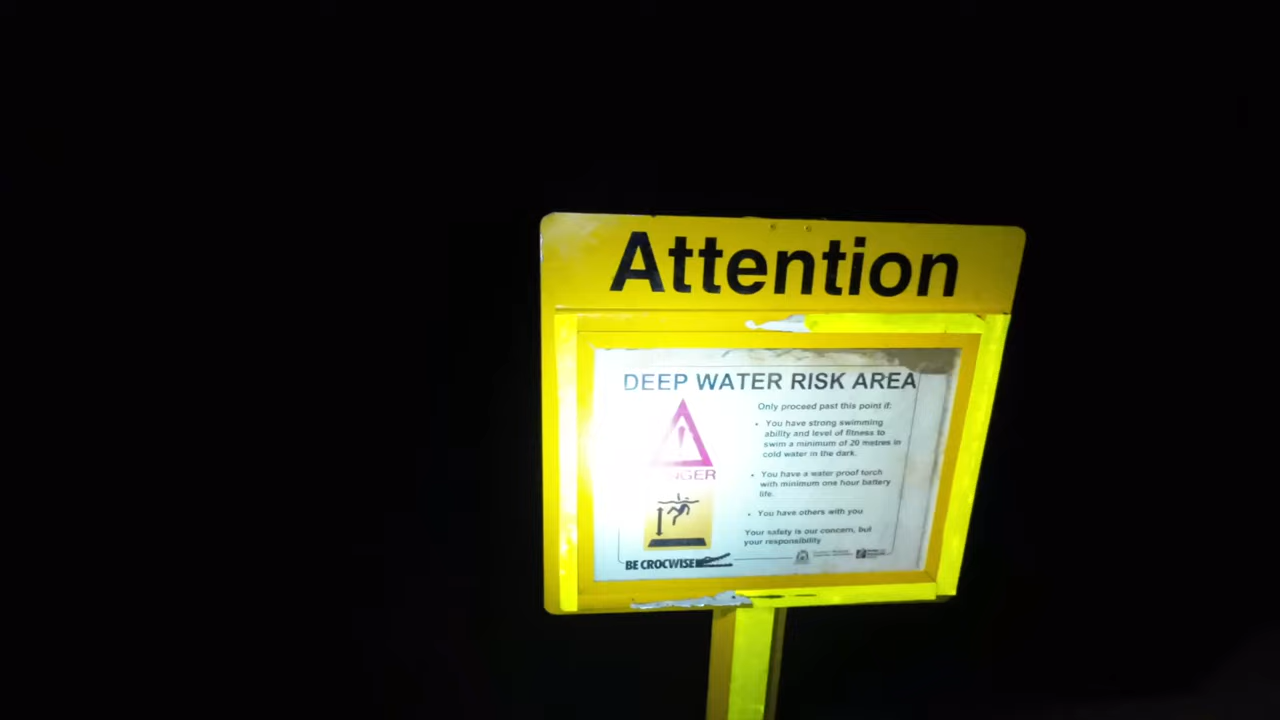 Attention
DEEP WATER RISK AREA
Only proceed past this point if:
• You have strong swimming
ability and level of fitness to
swim a minimum of 20 metres in
cold water in the dark.
• You have a water proof torch
with minimum one hour battery
life.
• You have others with you
Your safety is our concern, but
your responsibility
NGER
BE CROCWISE